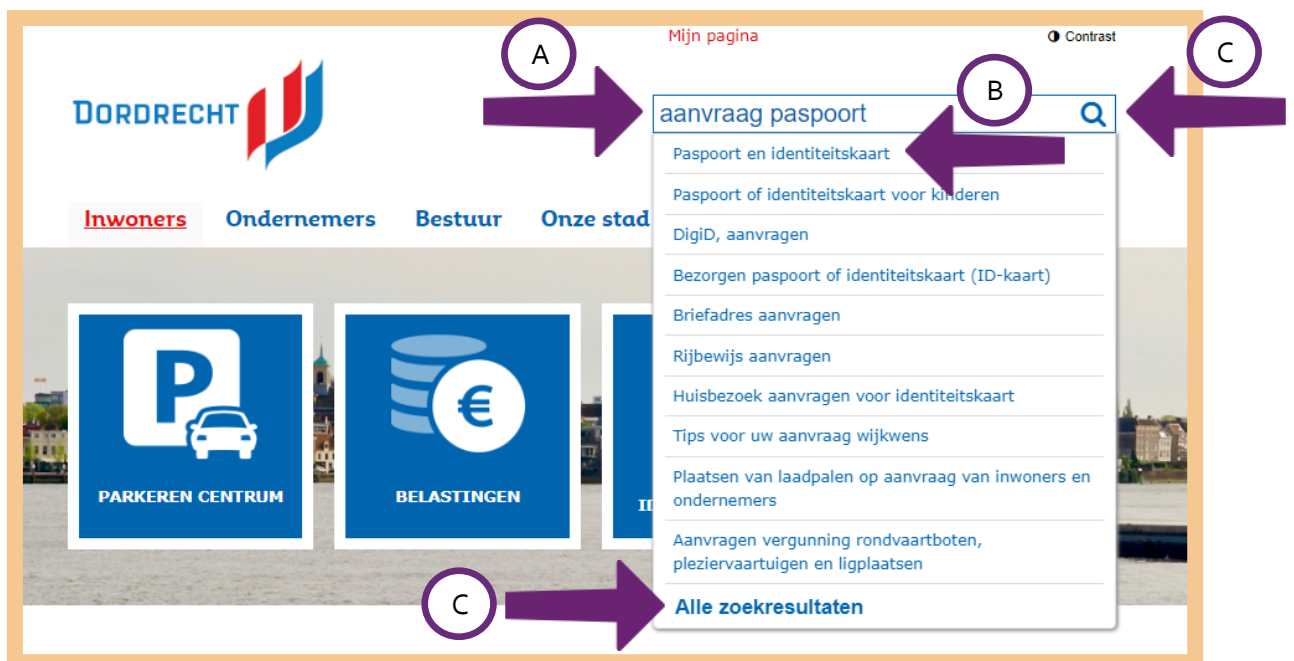 A
Mijn pagina
Contrast
C
B
DORDRECHT
aanvraag paspoort
Paspoort en identiteitskaart
Paspoort of identiteitskaart voor kinderen
Inwoners Ondernemers Bestuur Onze stad
DigiD, aanvragen
Bezorgen paspoort of identiteitskaart (ID-kaart)
Briefadres aanvragen
Rijbewijs aanvragen
Huisbezoek aanvragen voor identiteitskaart
Tips voor uw aanvraag wijkwens
Plaatsen van laadpalen op aanvraag van inwoners en
ondernemers
Aanvragen vergunning rondvaartboten,
pleziervaartuigen en ligplaatsen
Alle zoekresultaten
P
€
PARKEREN CENTRUM
BELASTINGEN
C